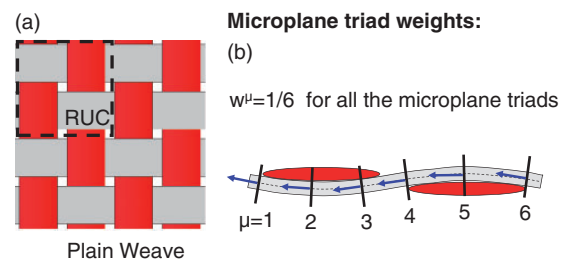 (a)
RUC
Plain Weave
Microplane triad weights:
(b)
wᵘ=1/6 for all the microplane triads
μ=1 2 3 4 5 6